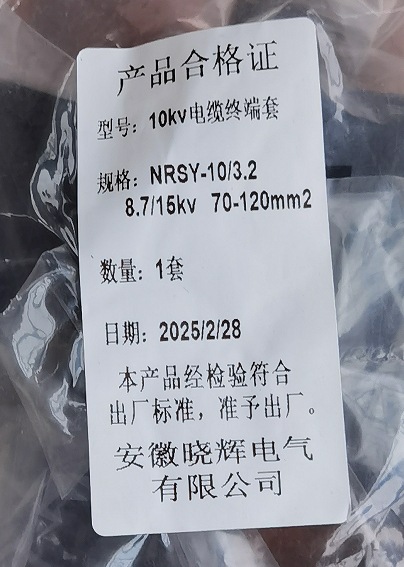 产品合格证
型号：10kv电缆终端套
规格：NRSY-10/3.2
8.7/15kv 70-120mm2
数量：1套
日期：2025/2/28
本产品经检验符合
出厂标准，准予出厂。
安徽晓辉电气
有限公司